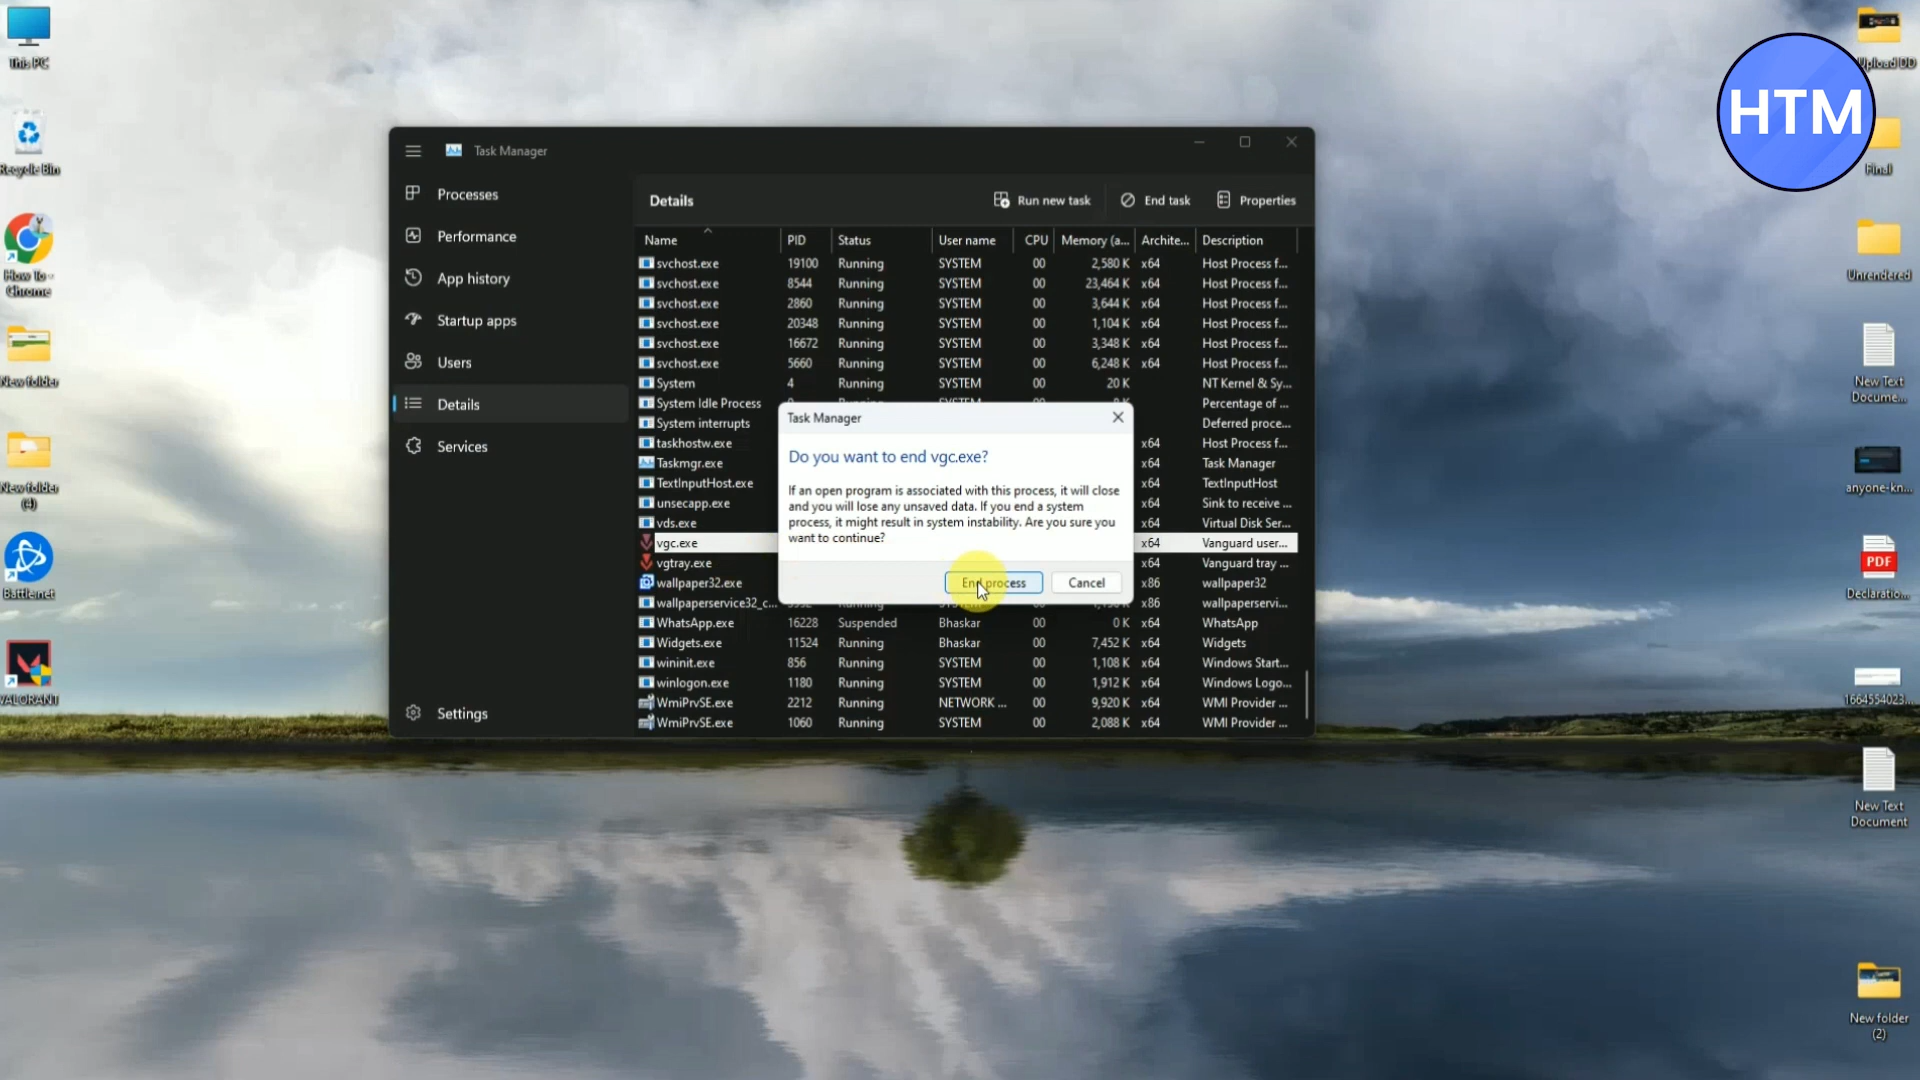 This PC
Recycle Bin
How To -
Chrome
New folder
New folder
(4)
Battle.net
VALORANT
HTM
Upload DD
Final
Unrendered
New Text
Docume...
anyone-kn...
PDF
Declaratio...
1664554023...
New Text
Document
New folder
(2)
Task Manager
Processes
Performance
App history
Startup apps
Users
Details
Services
Settings
Details Run new task End task Properties
Name PID Status User name CPU Memory (a... Archite... Description
svchost.exe 19100 Running SYSTEM 00 2,580 K x64 Host Process f...
svchost.exe 8544 Running SYSTEM 00 23,464 K x64 Host Process f...
svchost.exe 2860 Running SYSTEM 00 3,644 K x64 Host Process f...
svchost.exe 20348 Running SYSTEM 00 1,104 K x64 Host Process f...
svchost.exe 16672 Running SYSTEM 00 3,348 K x64 Host Process f...
svchost.exe 5660 Running SYSTEM 00 6,248 K x64 Host Process f...
System 4 Running SYSTEM 00 20 K NT Kernel & Sy...
System Idle Process Percentage of ...
System interrupts Deferred proce...
taskhostw.exe x64 Host Process f...
Taskmgr.exe x64 Task Manager
TextInputHost.exe x64 TextInputHost
unsecapp.exe x64 Sink to receive ...
vds.exe x64 Virtual Disk Ser...
vgc.exe x64 Vanguard user...
vgtray.exe x64 Vanguard tray ...
wallpaper32.exe x86 wallpaper32
wallpaperservice32_c... x86 wallpaperservi...
WhatsApp.exe 16228 Suspended Bhaskar 00 0 K x64 WhatsApp
Widgets.exe 11524 Running Bhaskar 00 7,452 K x64 Widgets
wininit.exe 856 Running SYSTEM 00 1,108 K x64 Windows Start...
winlogon.exe 1180 Running SYSTEM 00 1,912 K x64 Windows Logo...
WmiPrvSE.exe 2212 Running NETWORK ... 00 9,920 K x64 WMI Provider ...
WmiPrvSE.exe 1060 Running SYSTEM 00 2,088 K x64 WMI Provider ...
Task Manager
Do you want to end vgc.exe?
If an open program is associated with this process, it will close
and you will lose any unsaved data. If you end a system
process, it might result in system instability. Are you sure you
want to continue?
End process Cancel